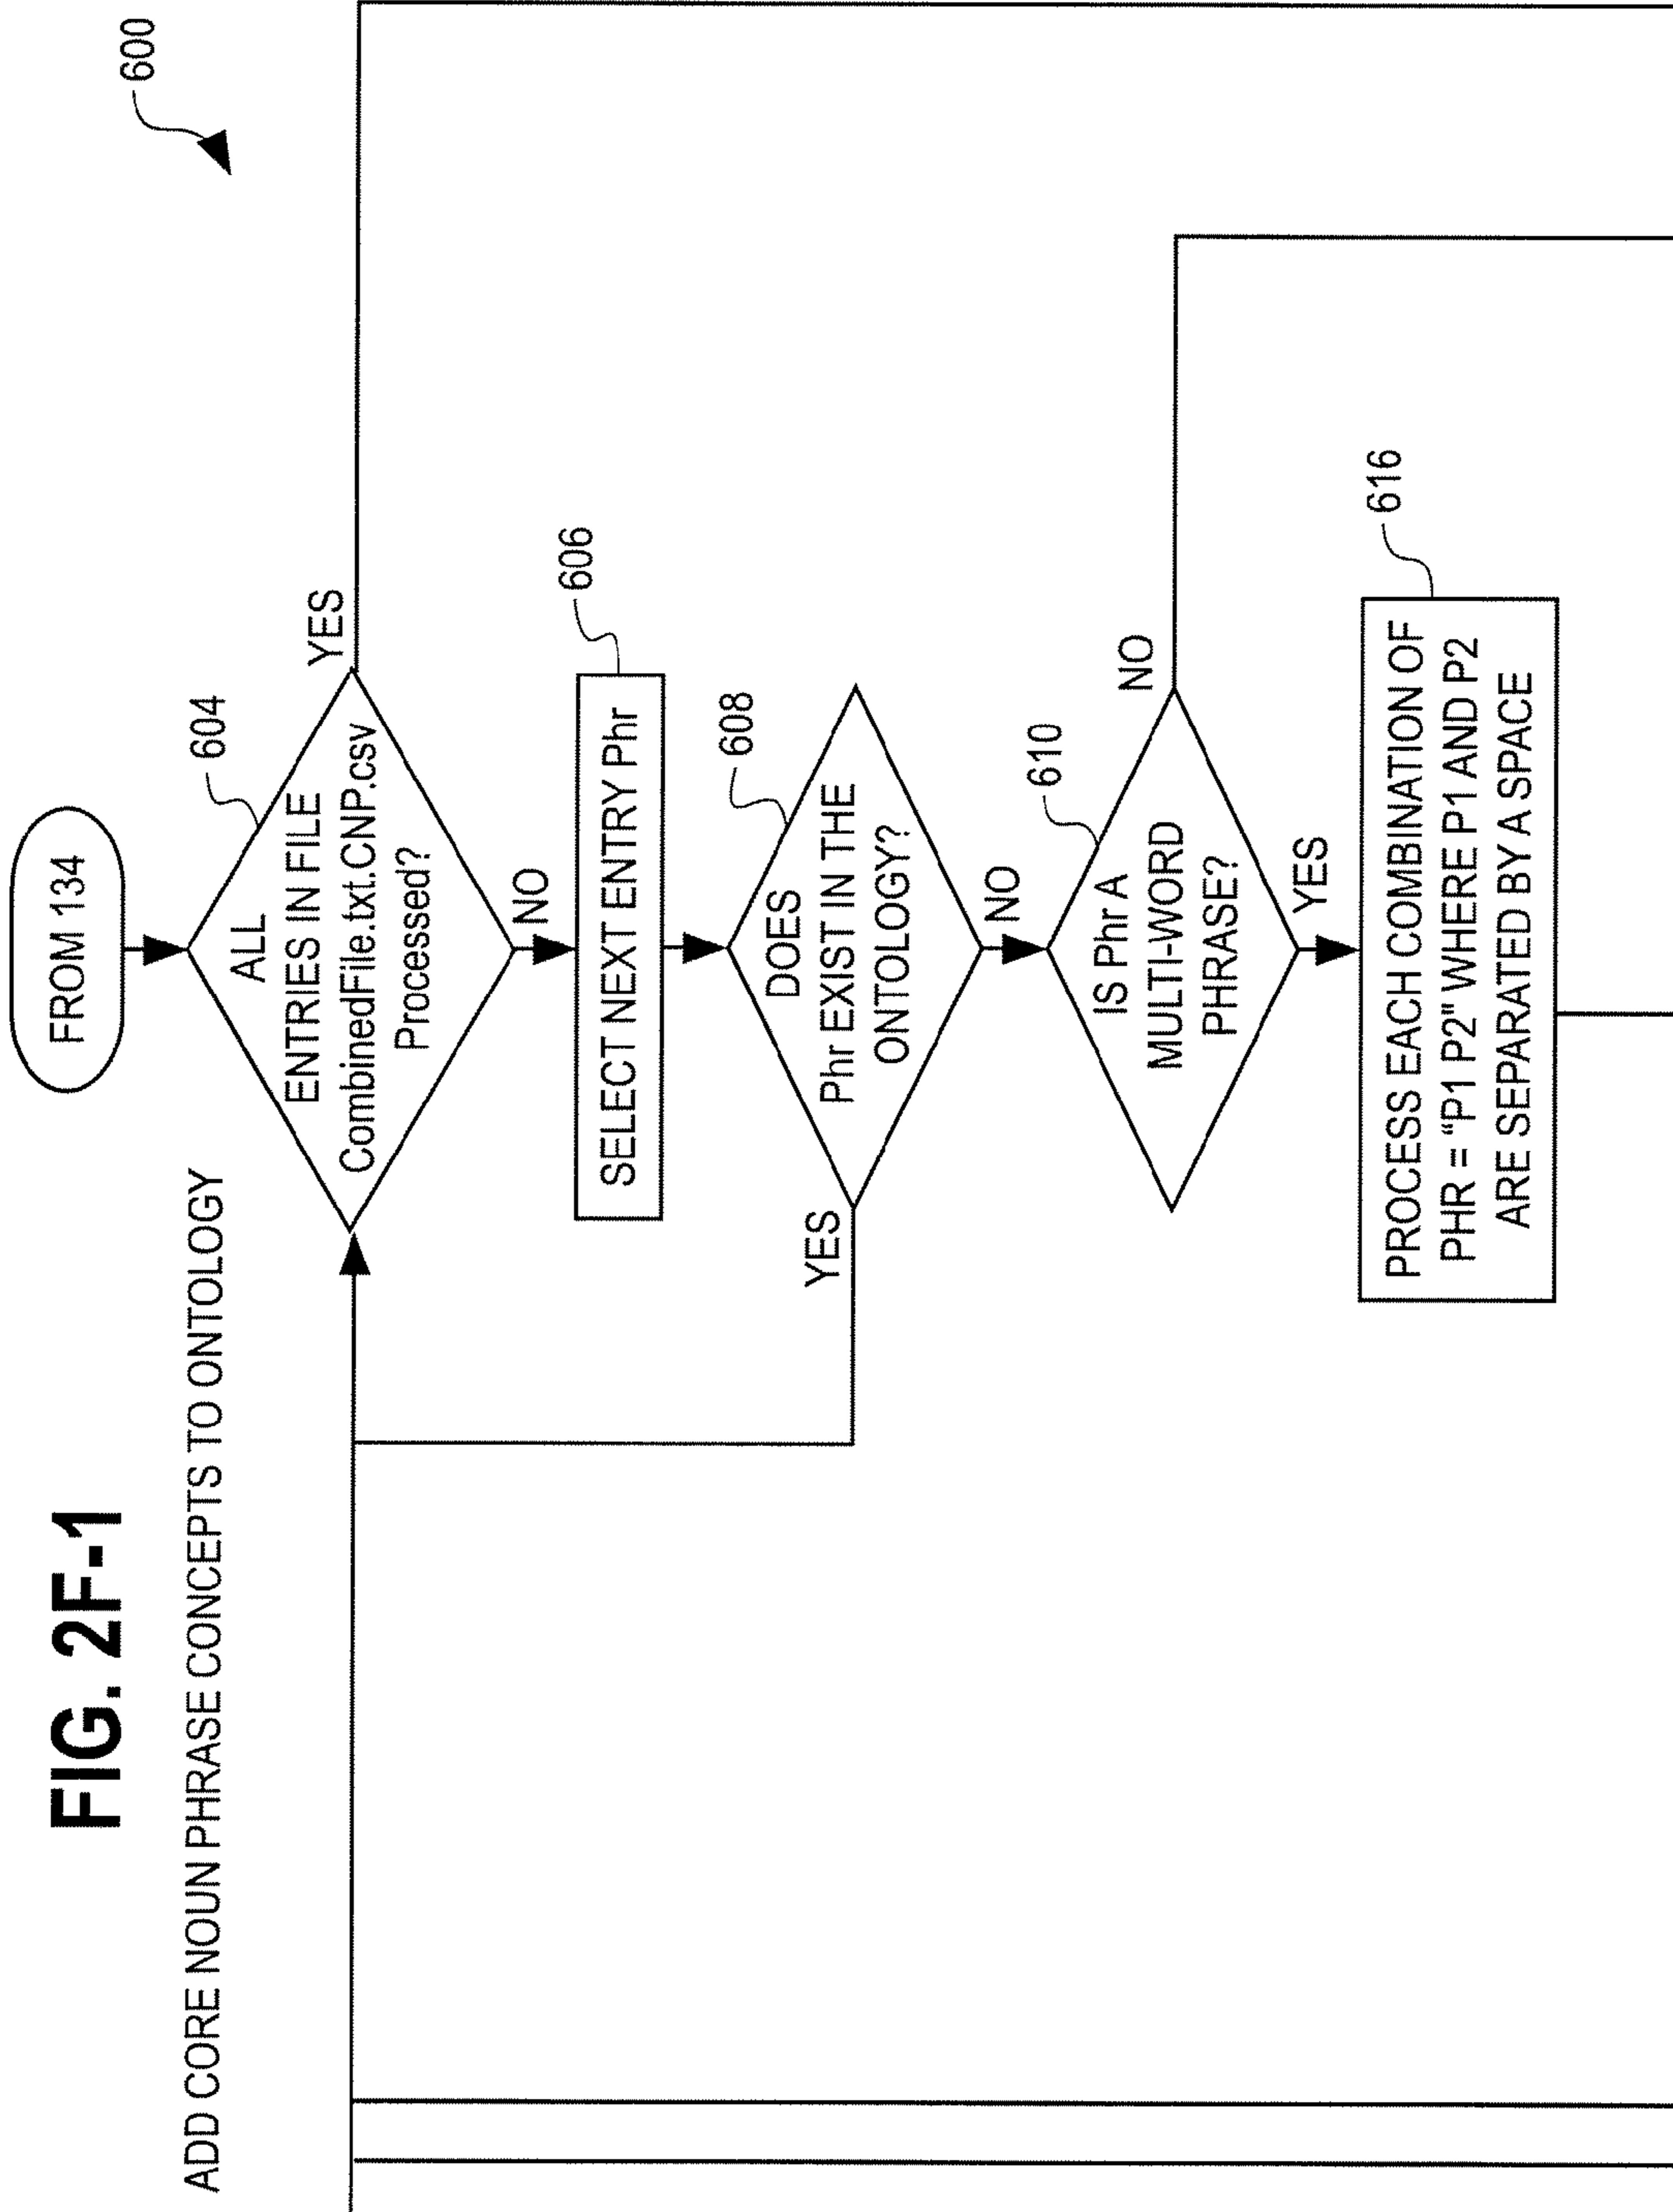 FIG. 2F-1
ADD CORE NOUN PHRASE CONCEPTS TO ONTOLOGY
600
FROM 134
604
ALL
ENTRIES IN FILE
CombinedFile.txt.CNP.csv
Processed?
YES
NO
606
SELECT NEXT ENTRY Phr
608
DOES
Phr EXIST IN THE
ONTOLOGY?
YES
NO
610
IS Phr A
MULTI-WORD
PHRASE?
NO
YES
616
PROCESS EACH COMBINATION OF
PHR = “P1 P2" WHERE P1 AND P2
ARE SEPARATED BY A SPACE